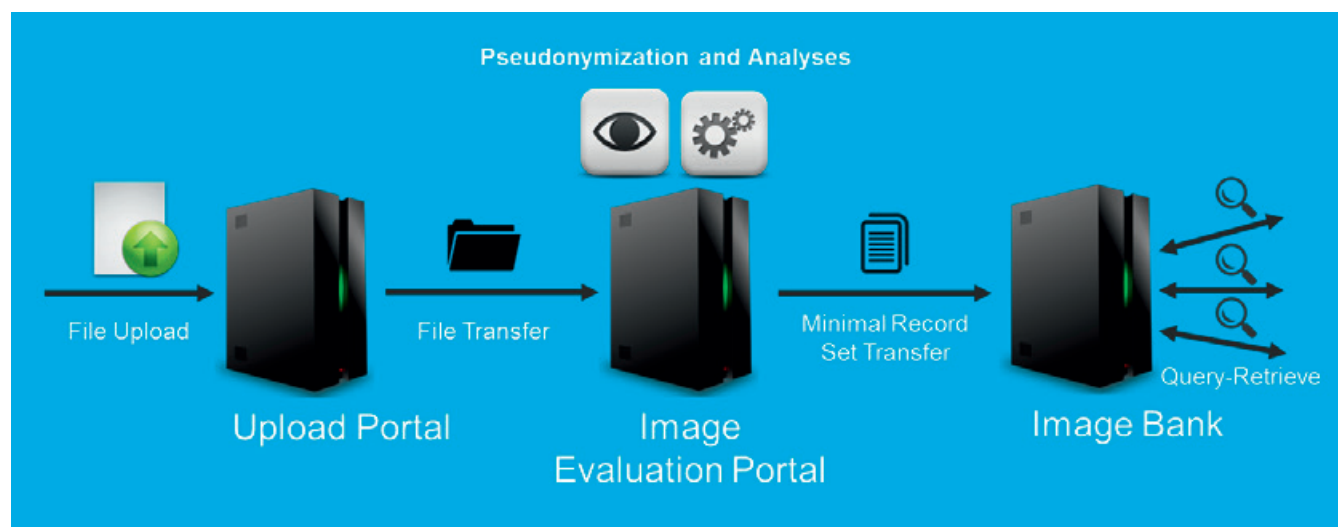 Pseudonymization and Analyses
File Upload
File Transfer
Minimal Record
Set Transfer
Query-Retrieve
Upload Portal
Image
Evaluation Portal
Image Bank